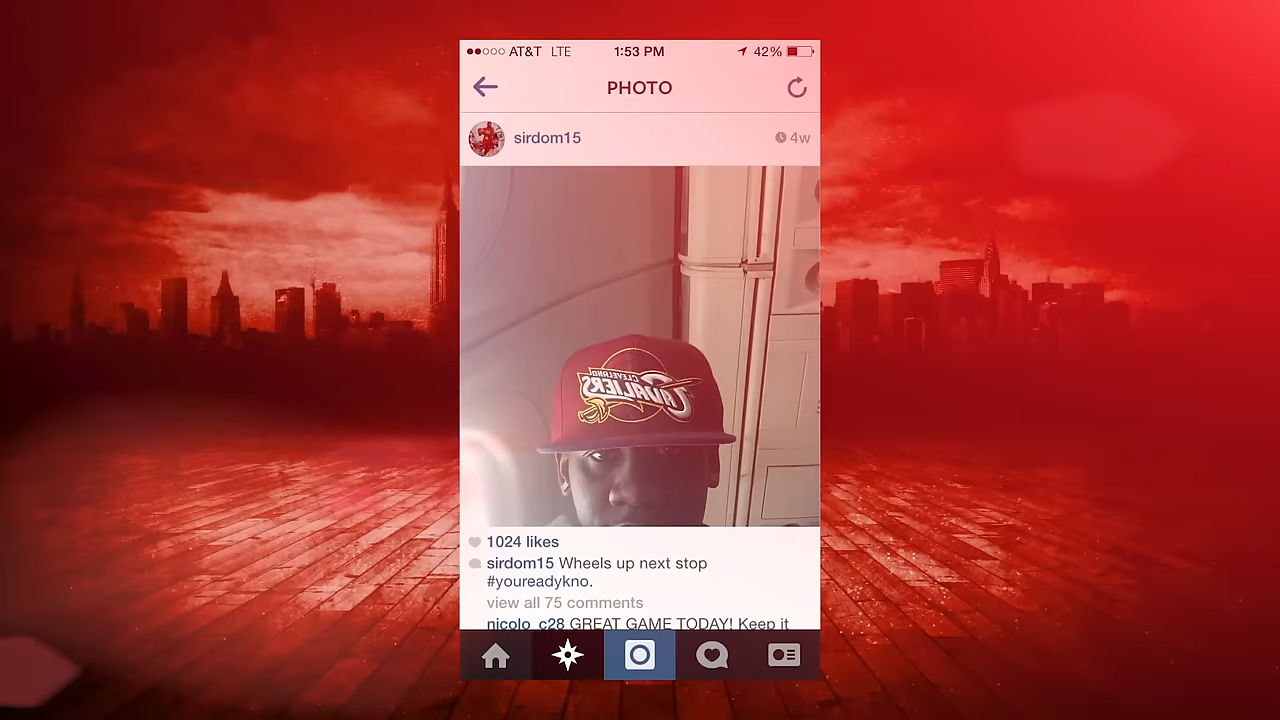 AT&T LTE 1:53 PM 42%
PHOTO
sirdom15 4w
CLEVELAND
CAVALIERS
1024 likes
sirdom15 Wheels up next stop
#youreadykno.
view all 75 comments
nicolo_c28 GREAT GAME TODAY! Keep it